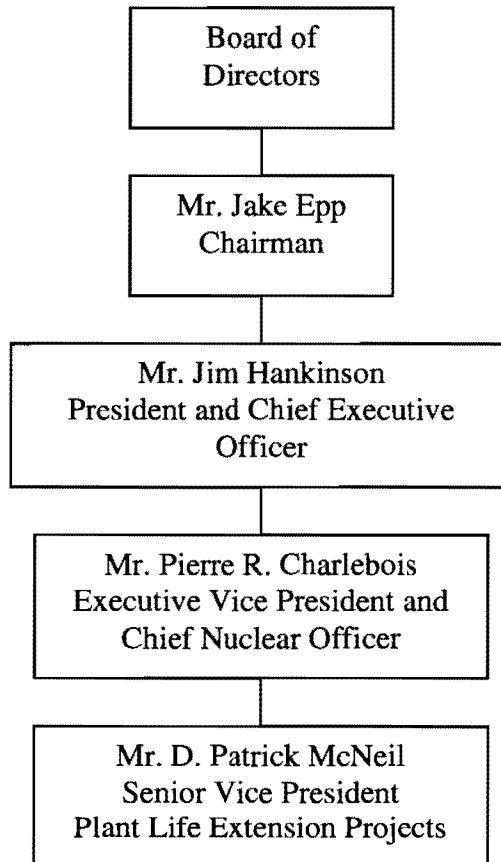 Board of
Directors
Mr. Jake Epp
Chairman
Mr. Jim Hankinson
President and Chief Executive
Officer
Mr. Pierre R. Charlebois
Executive Vice President and
Chief Nuclear Officer
Mr. D. Patrick McNeil
Senior Vice President
Plant Life Extension Projects